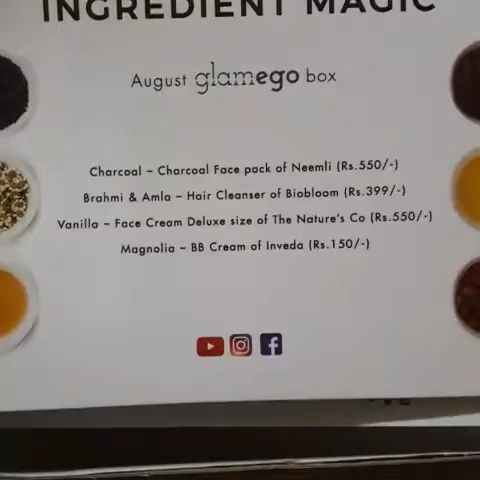 INGREDIENT MAGIC
August glamego box
Charcoal – Charcoal Face pack of Neemli (Rs.550/-)
Brahmi & Amla – Hair Cleanser of Biobloom (Rs.399/-)
Vanilla – Face Cream Deluxe size of The Nature's Co (Rs.550/-)
Magnolia – BB Cream of Inveda (Rs.150/-)